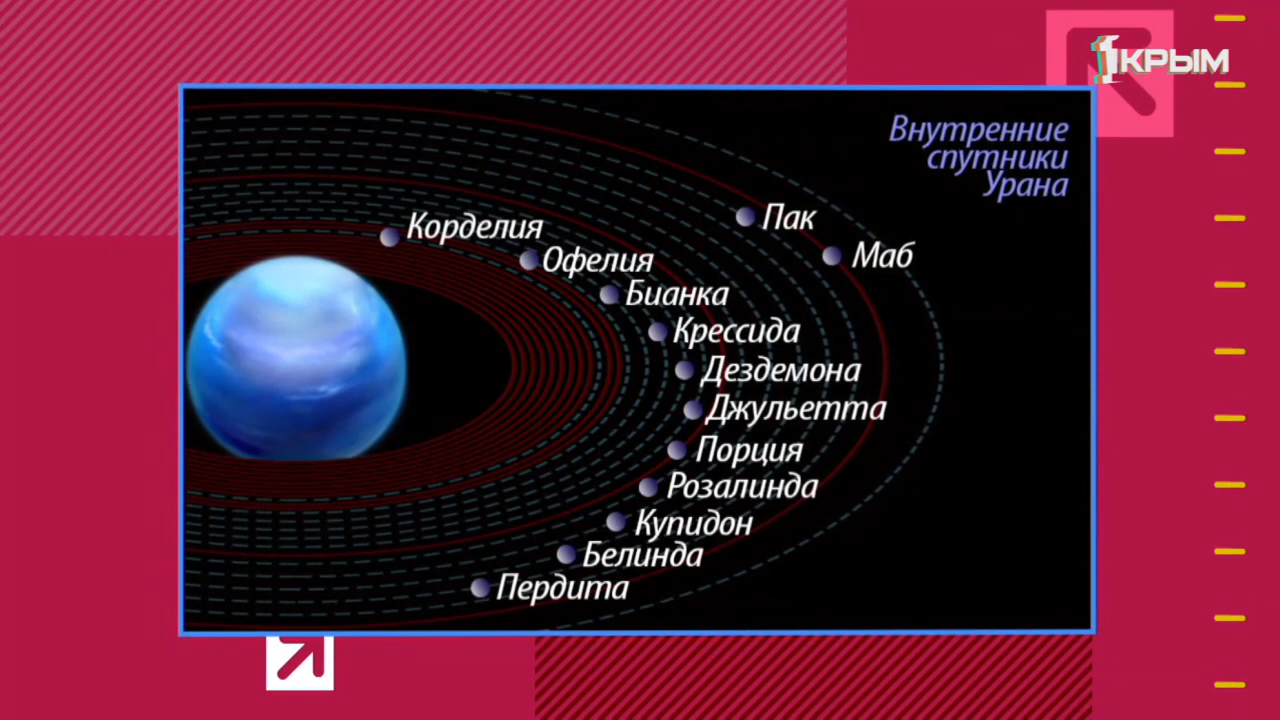 1КРЫМ
Внутренние
спутники
Урана
Пак
Корделия
Маб
Офелия
Бианка
Крессида
Дездемона
Джульетта
Порция
Розалинда
Купидон
Белинда
Пердита